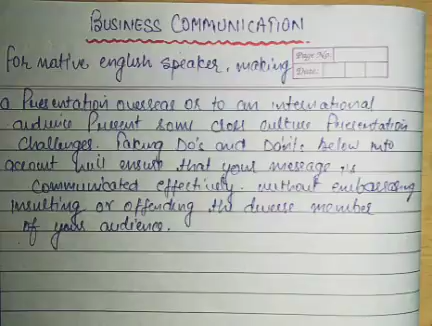 BUSINESS COMMUNICATION
for native english speaker, making
Page No:
Date:
a Presentation overseas or to an international
audience Present some cross culture Presentation
challenges. Taking Do's and Don'ts below into
account will ensure that your message is
communicated effectively. without embarassing
insulting or offending the diverse member
of your audience.